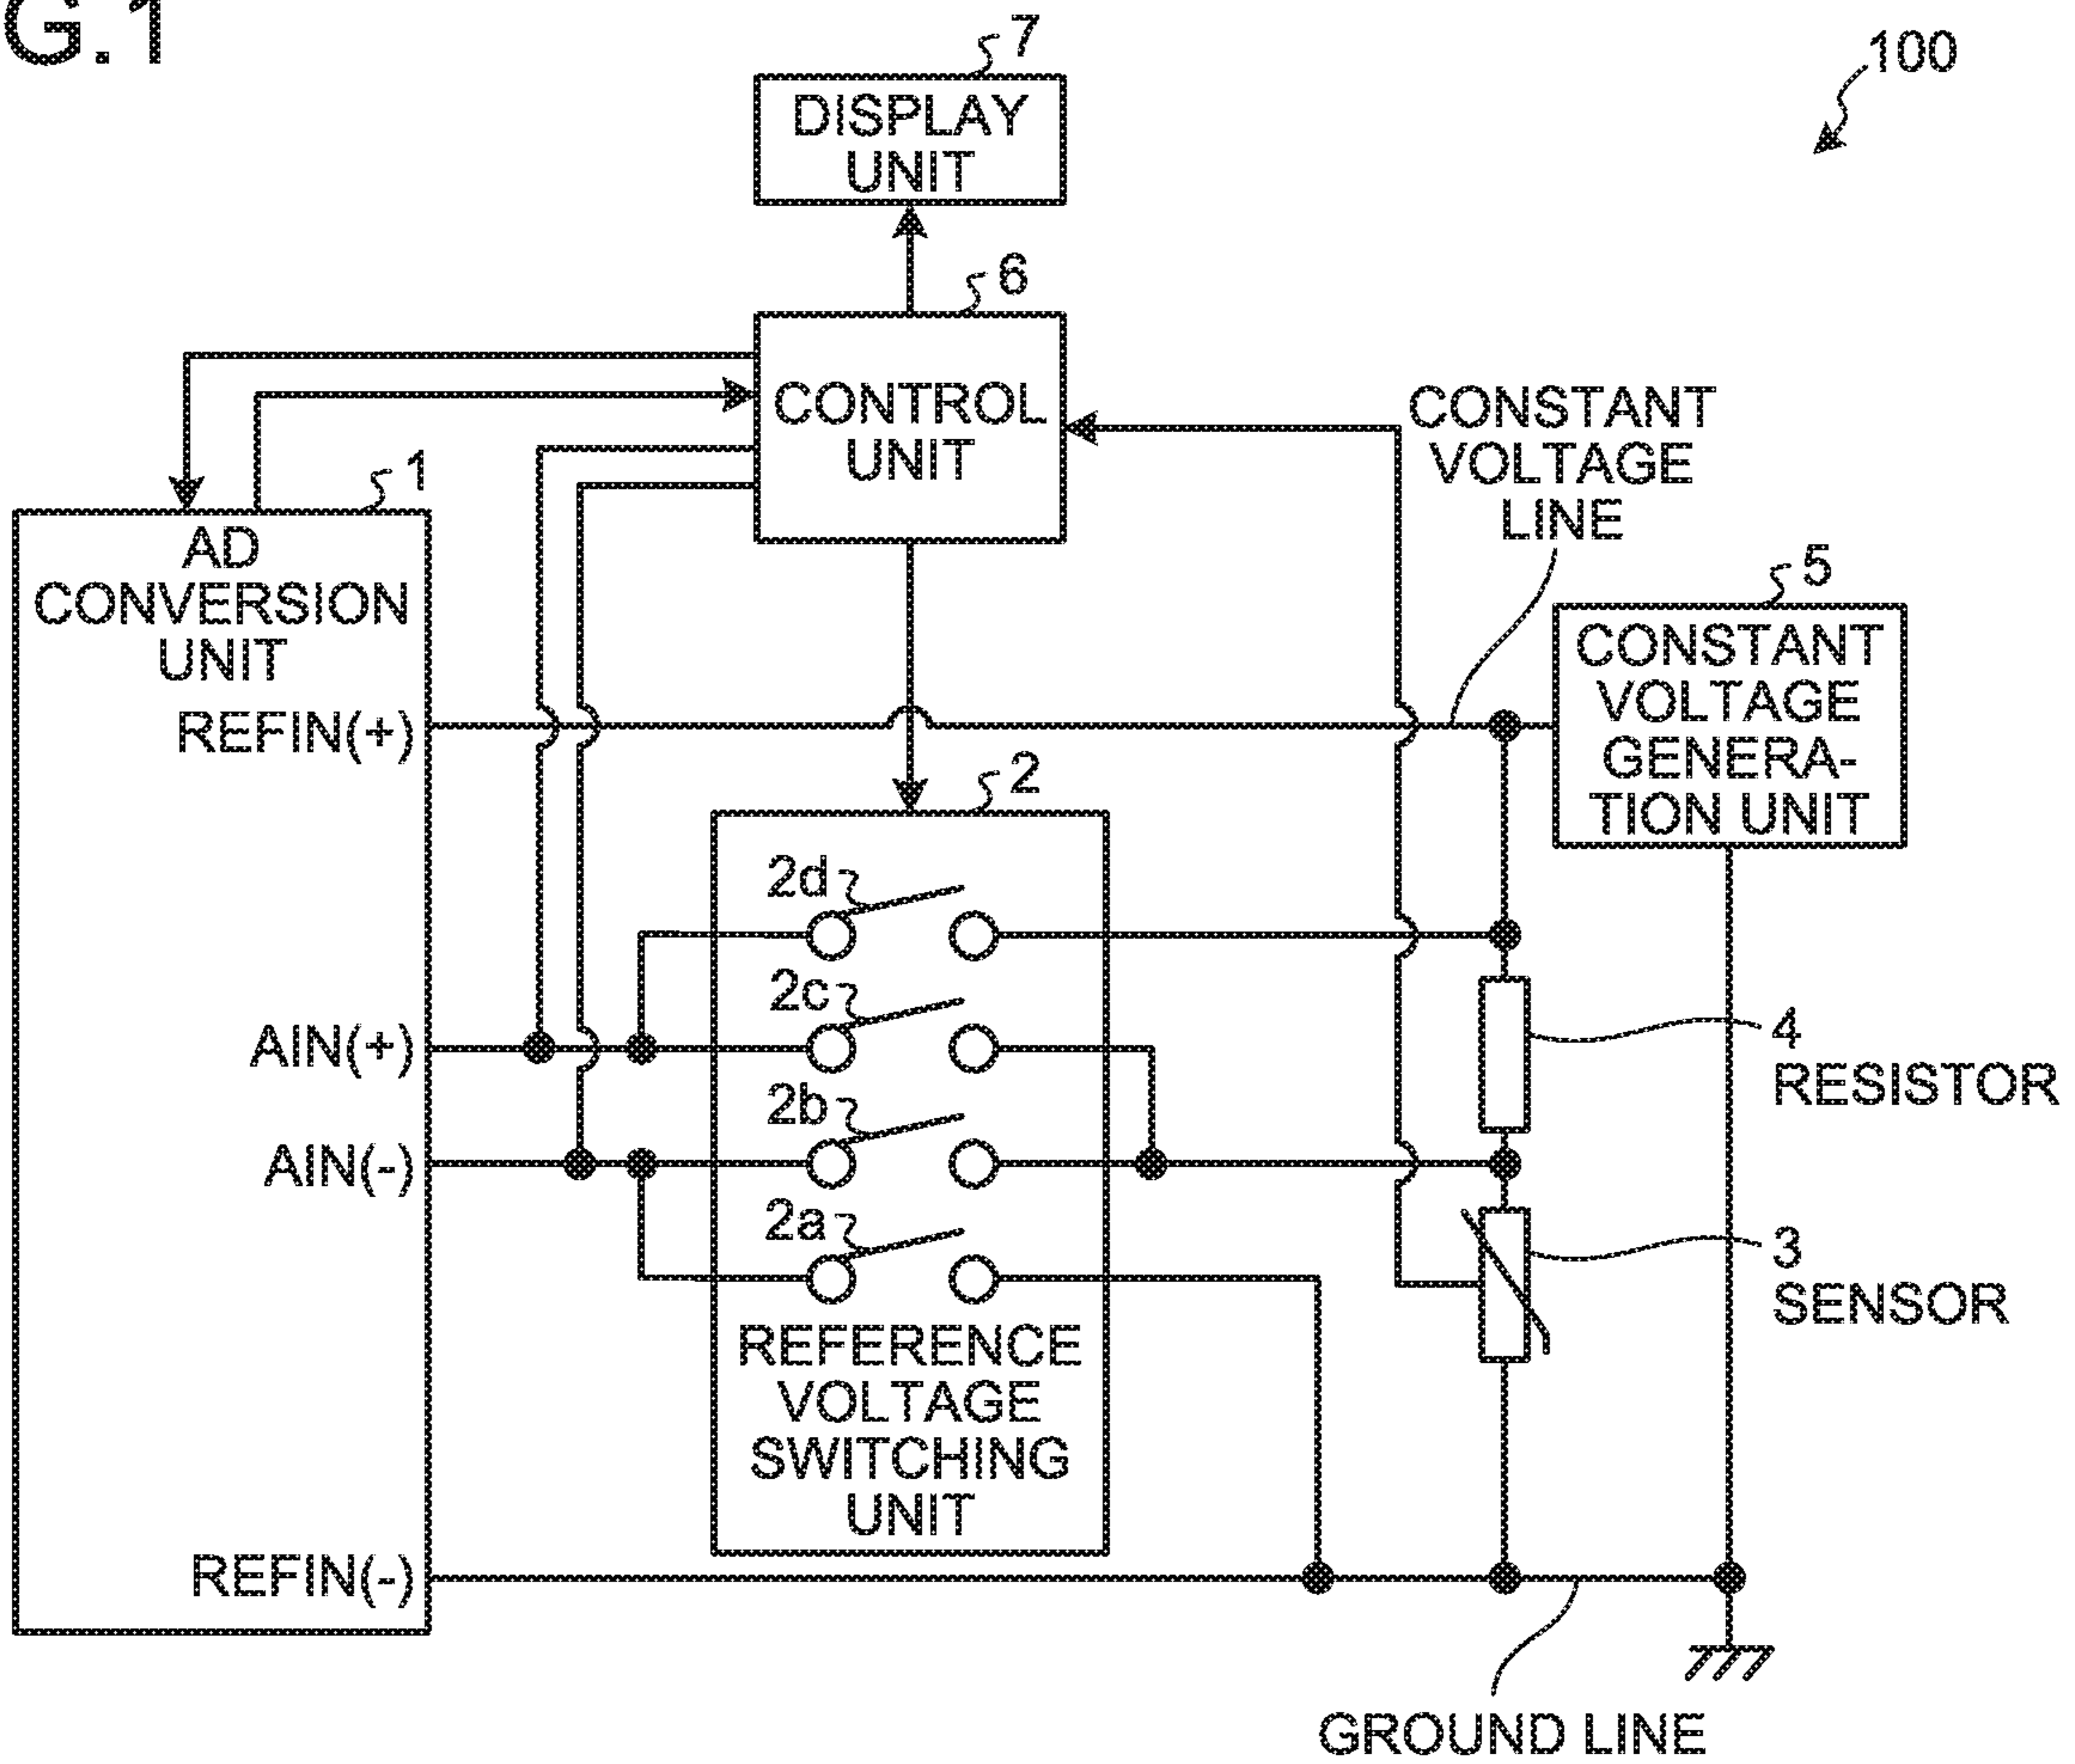 G.1
100
7
DISPLAY
UNIT
6
CONTROL
UNIT
CONSTANT
VOLTAGE
LINE
1
AD
CONVERSION
UNIT
5
CONSTANT
VOLTAGE
GENERA-
TION UNIT
REFIN(+)
2
2d
2c
AIN(+)
4
RESISTOR
2b
AIN(-)
2a
3
SENSOR
REFERENCE
VOLTAGE
SWITCHING
UNIT
REFIN(-)
GROUND LINE